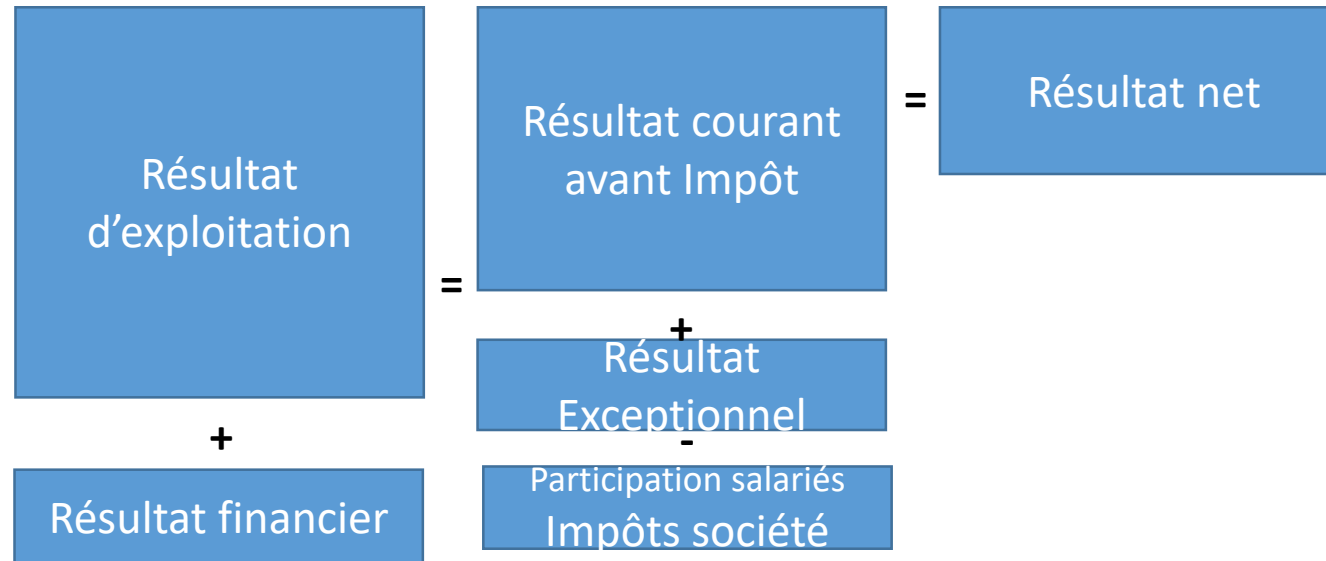 Résultat
d’exploitation
+
Résultat financier
=
Résultat courant
avant Impôt
+
Résultat
Exceptionnel
-
Participation salariés
Impôts société
=
Résultat net